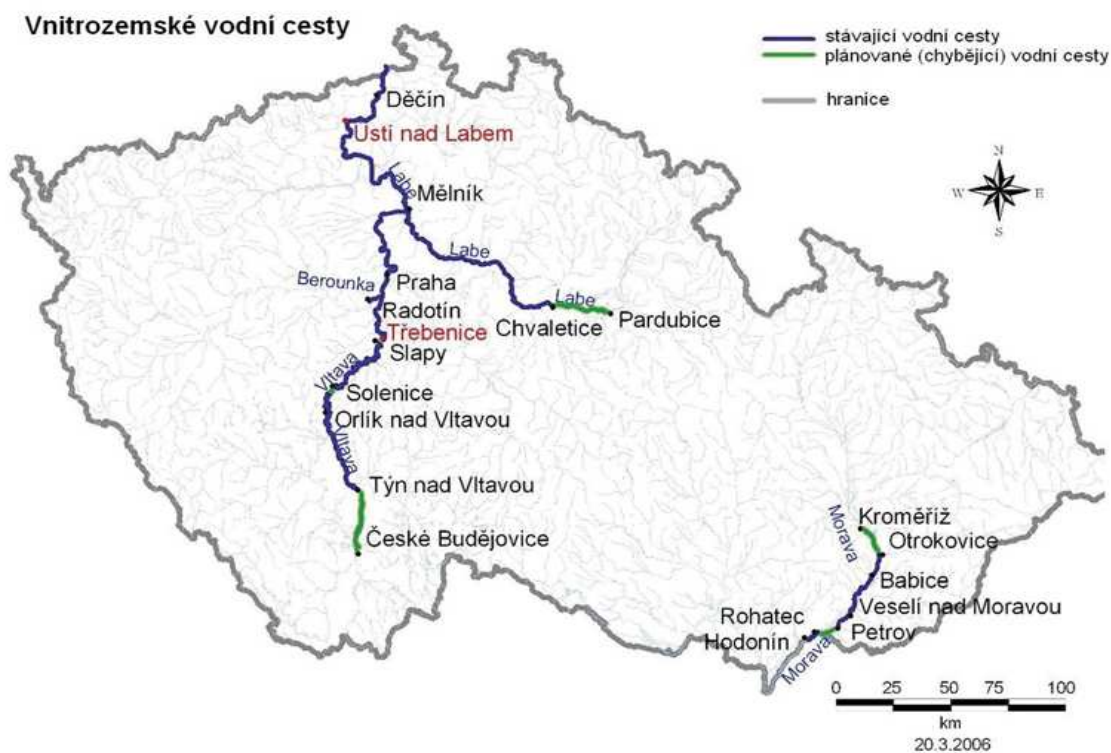 Vnitrozemské vodní cesty
stávající vodní cesty
plánované (chybějící) vodní cesty
hranice
N
W E
S
Děčín
Ustí nad Labem
Labe
Mělník
Labe
Berounka
Praha
Labe
Radotín
Chvaletice
Pardubice
Třebenice
Slapy
Vltava
Solenice
Orlík nad Vltavou
Vltava
Týn nad Vltavou
České Budějovice
Morava
Kroměříž
Otrokovice
Babice
Veselí nad Moravou
Rohatec
Petrov
Hodonín
Morava
0 25 50 75 100
km
20.3.2006